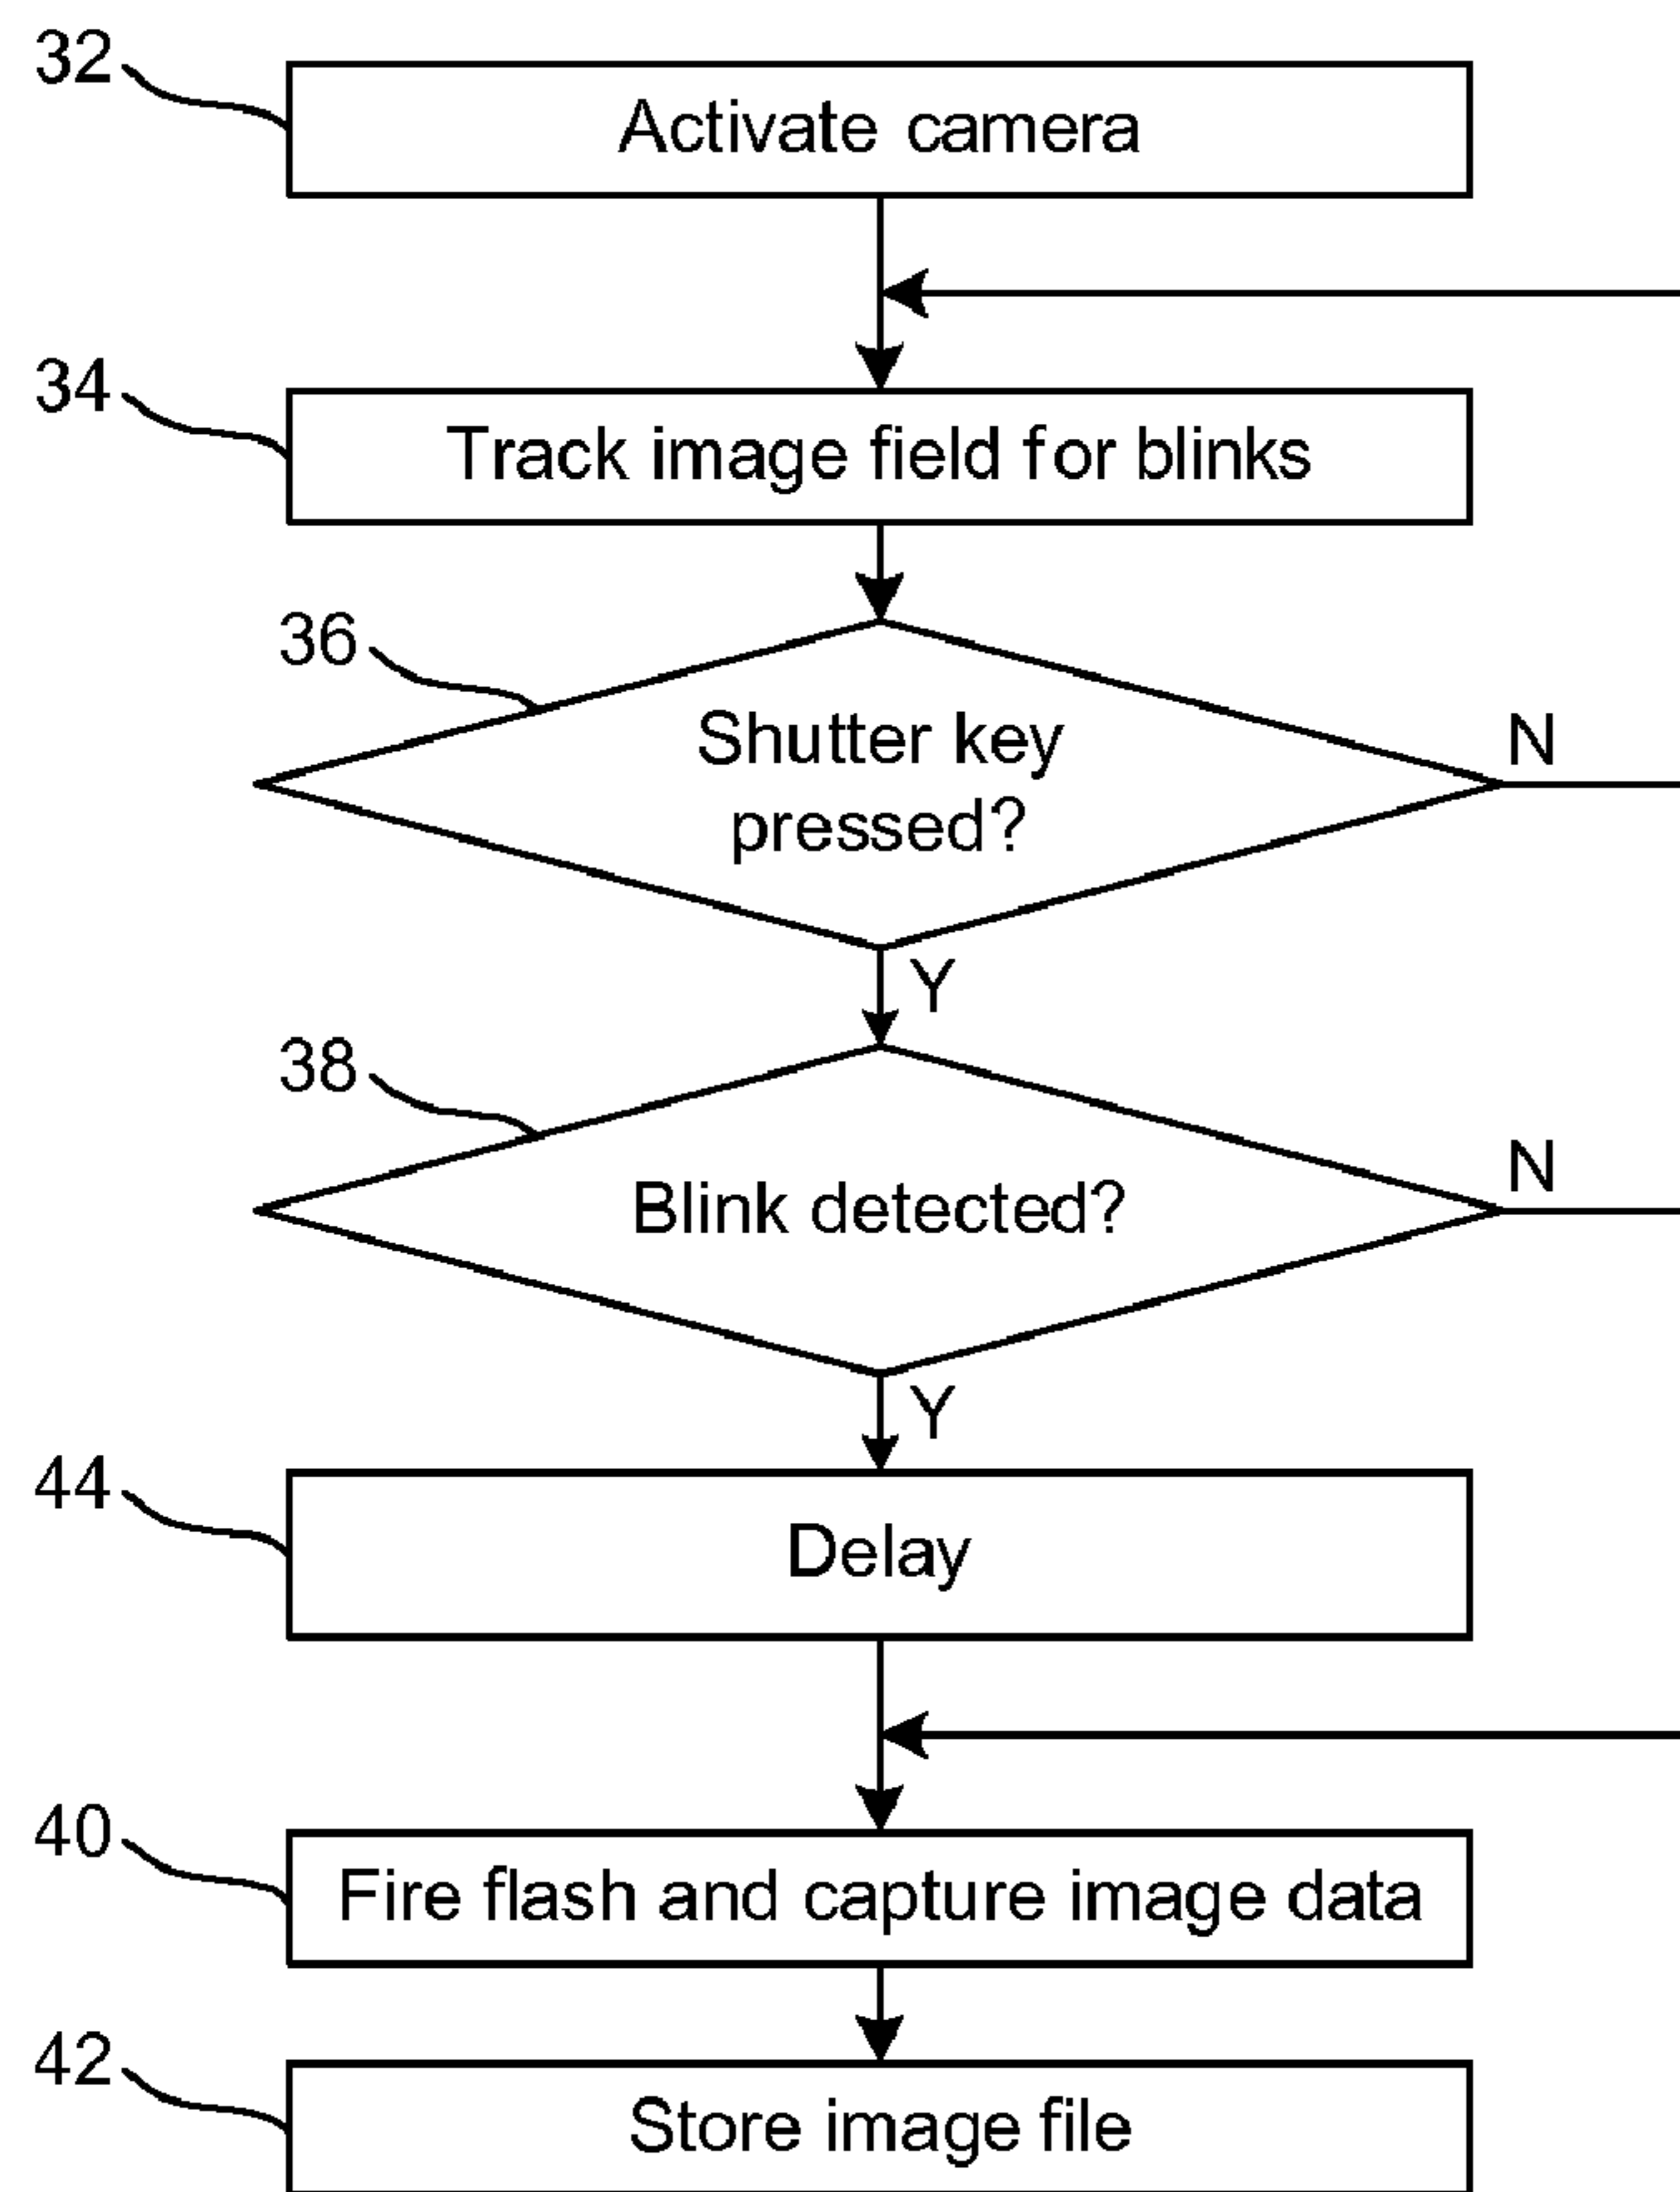 32
Activate camera
34
Track image field for blinks
36
Shutter key
pressed?
N
Y
38
Blink detected?
N
Y
44
Delay
40
Fire flash and capture image data
42
Store image file